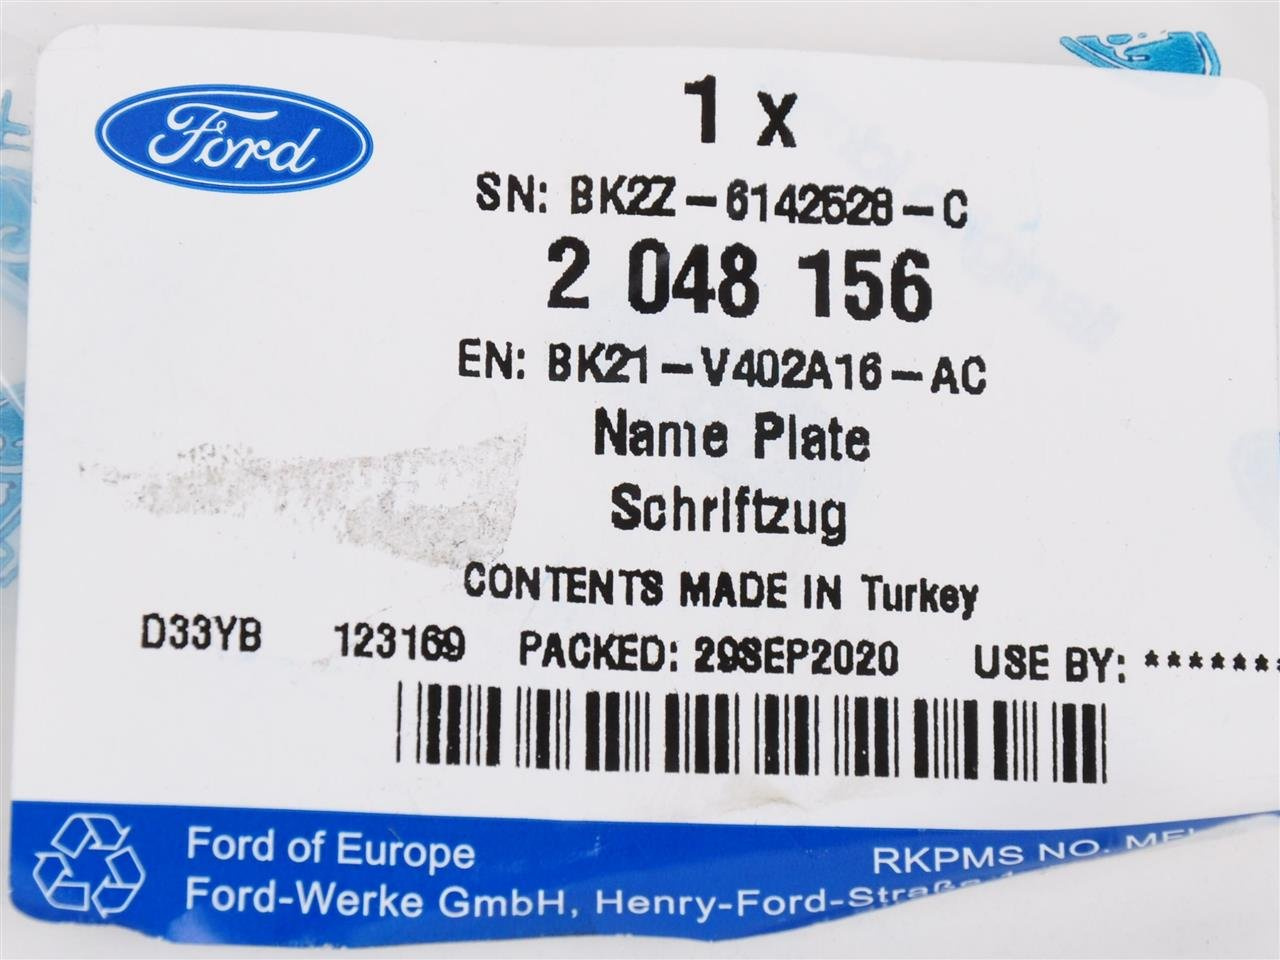 Ford
1 x
SN: BK2Z-6142528-C
2 048 156
EN: BK21-V402A16-AC
Name Plate
Schriftzug
CONTENTS MADE IN Turkey
D33YB 123169 PACKED: 29SEP2020 USE BY: *******
Ford of Europe
RKPMS NO.
Ford-Werke GmbH, Henry-Ford-Straße